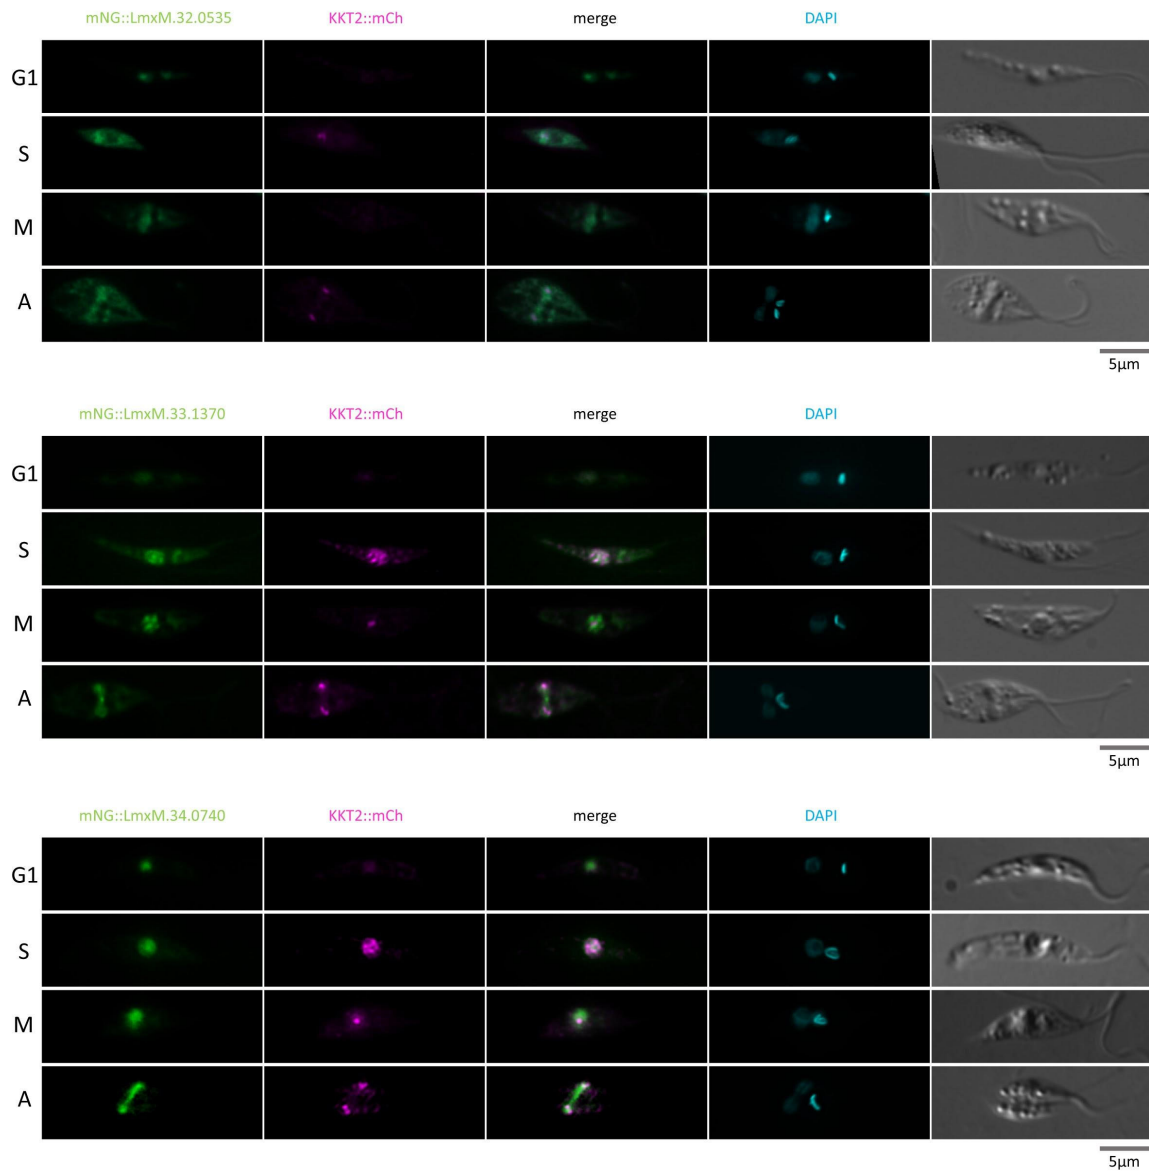 mNG::LmxM.32.0535 KKT2::mCh merge DAPI
G1
S
M
A
5µm
mNG::LmxM.33.1370 KKT2::mCh merge DAPI
G1
S
M
A
5µm
mNG::LmxM.34.0740 KKT2::mCh merge DAPI
G1
S
M
A
5µm